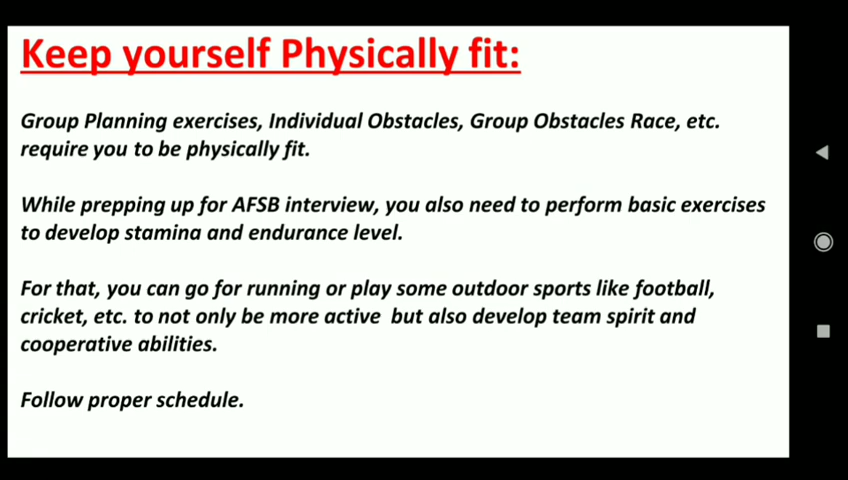 Keep yourself Physically fit:
Group Planning exercises, Individual Obstacles, Group Obstacles Race, etc.
require you to be physically fit.
While prepping up for AFSB interview, you also need to perform basic exercises
to develop stamina and endurance level.
For that, you can go for running or play some outdoor sports like football,
cricket, etc. to not only be more active but also develop team spirit and
cooperative abilities.
Follow proper schedule.